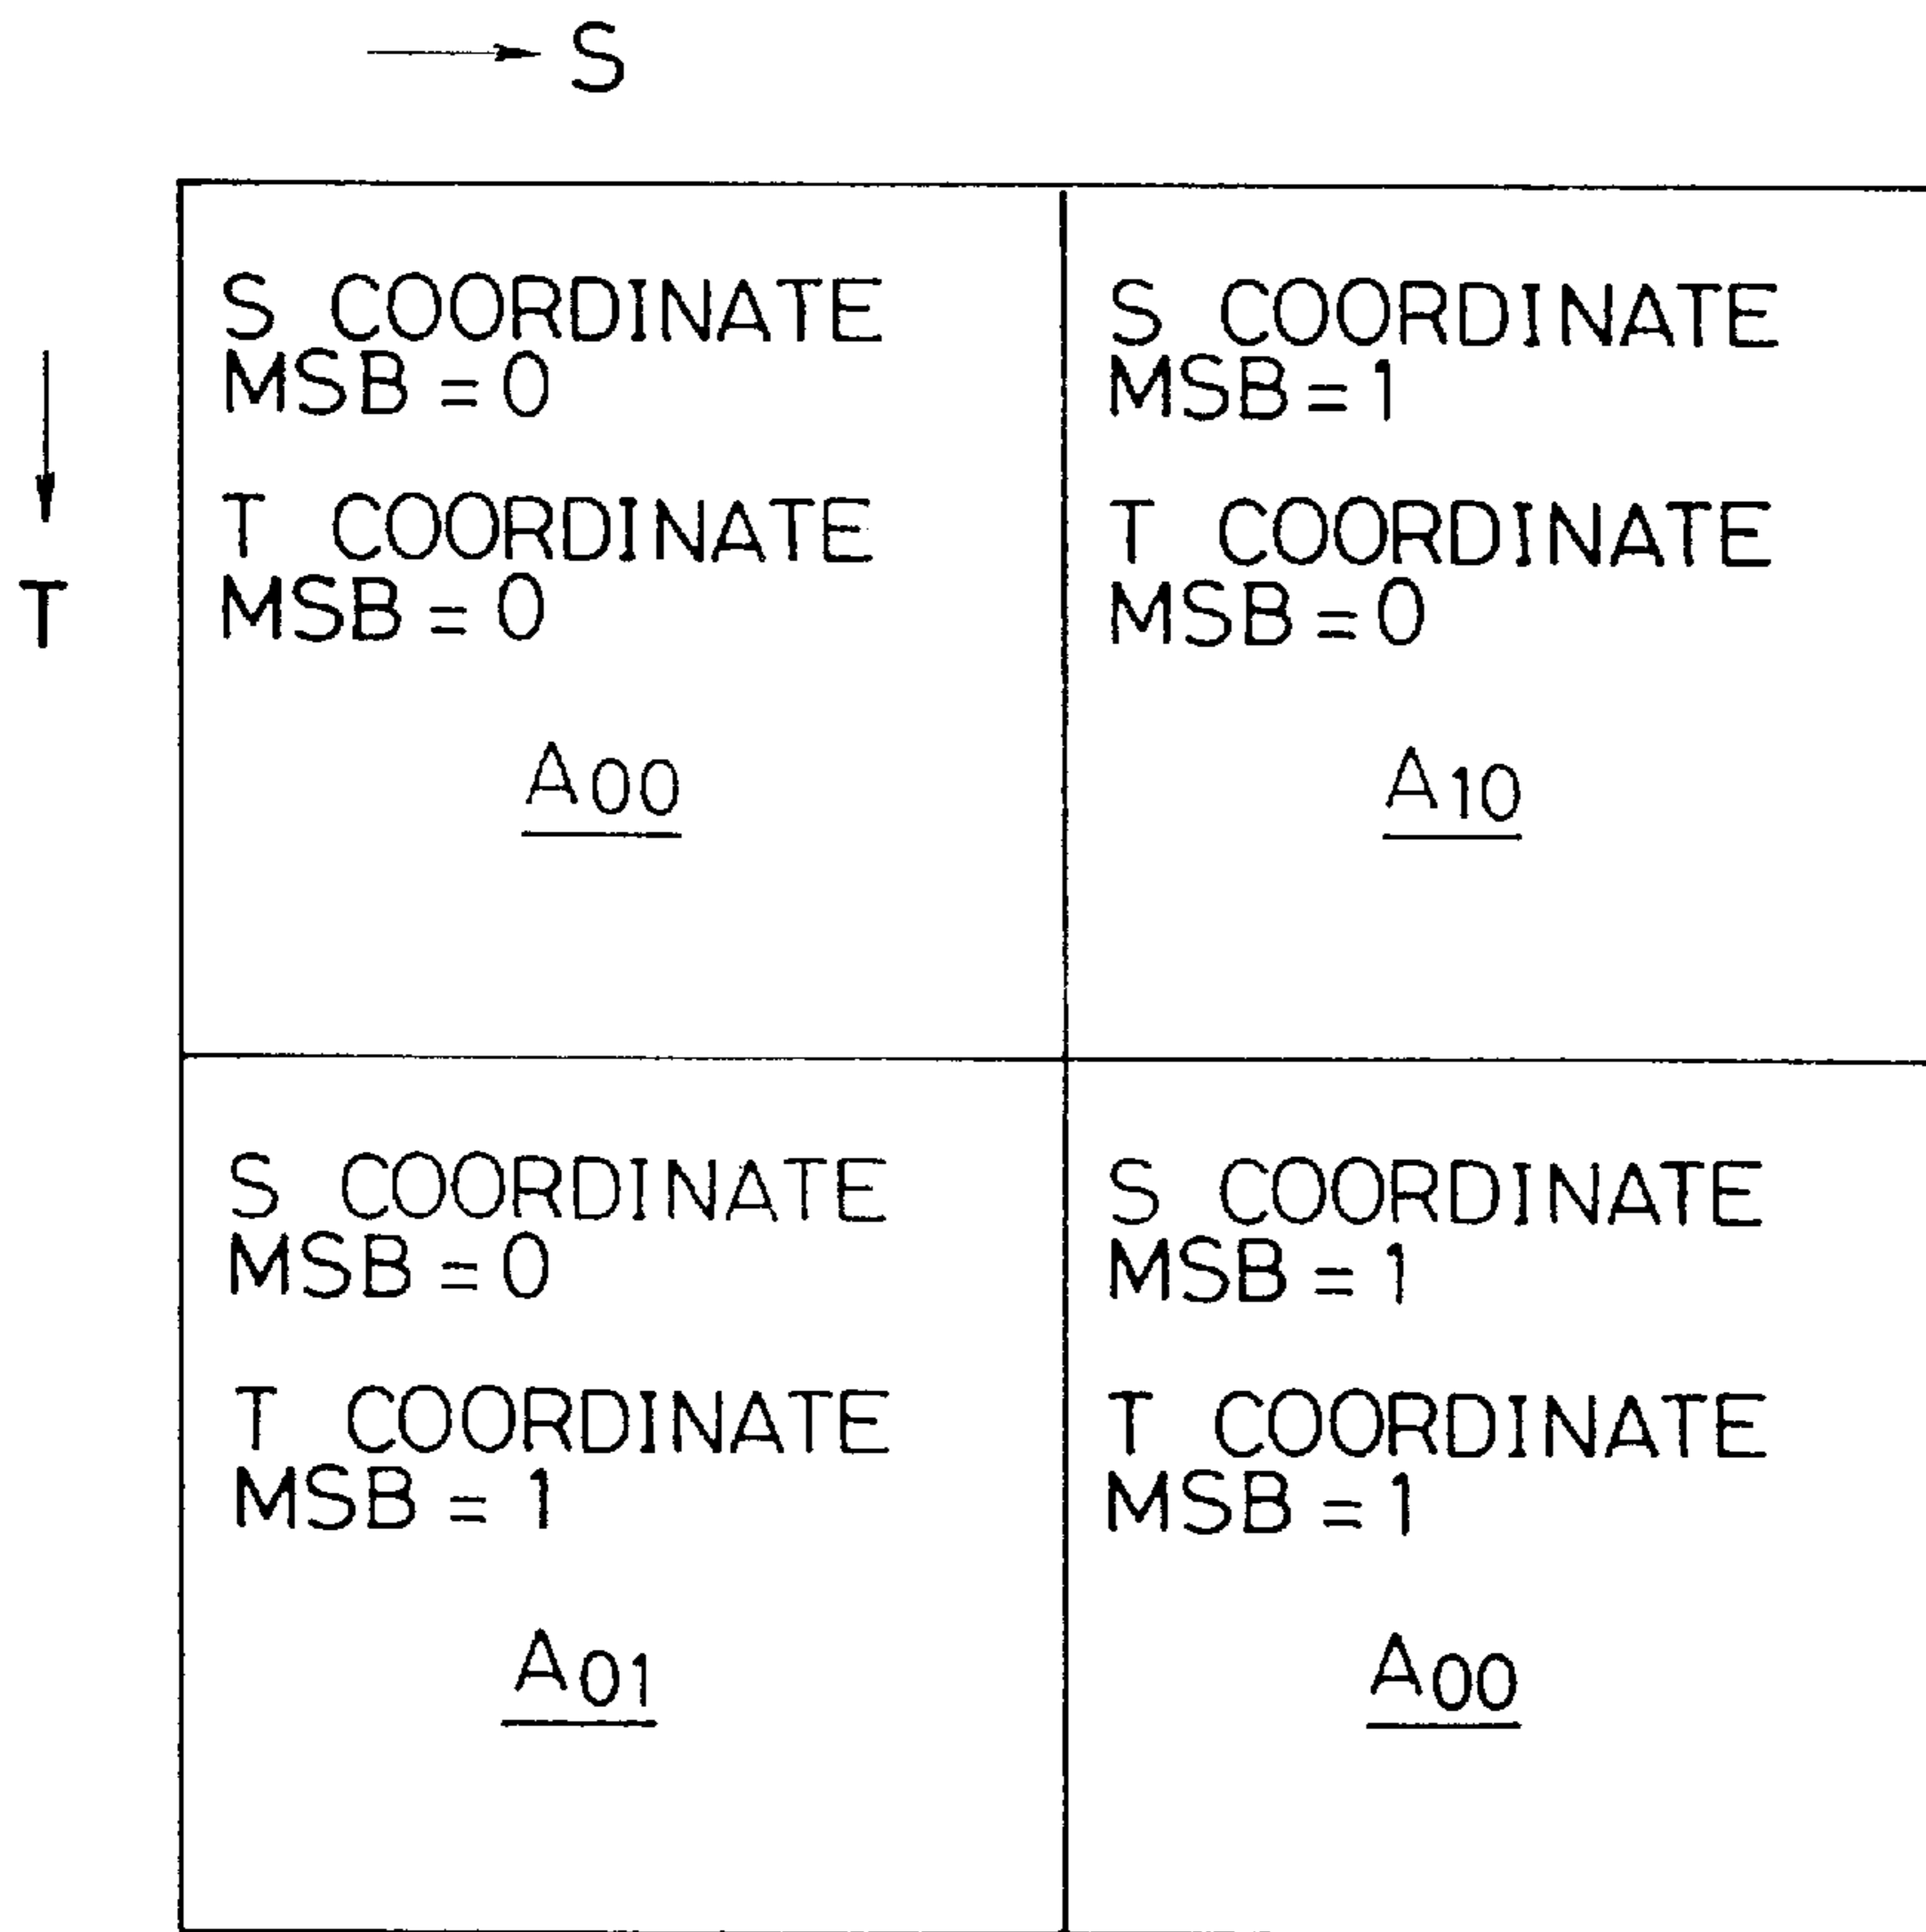 S
T
S COORDINATE
MSB = 0
T COORDINATE
MSB = 0
A00
S COORDINATE
MSB = 1
T COORDINATE
MSB = 0
A10
S COORDINATE
MSB = 0
T COORDINATE
MSB = 1
A01
S COORDINATE
MSB = 1
T COORDINATE
MSB = 1
A00